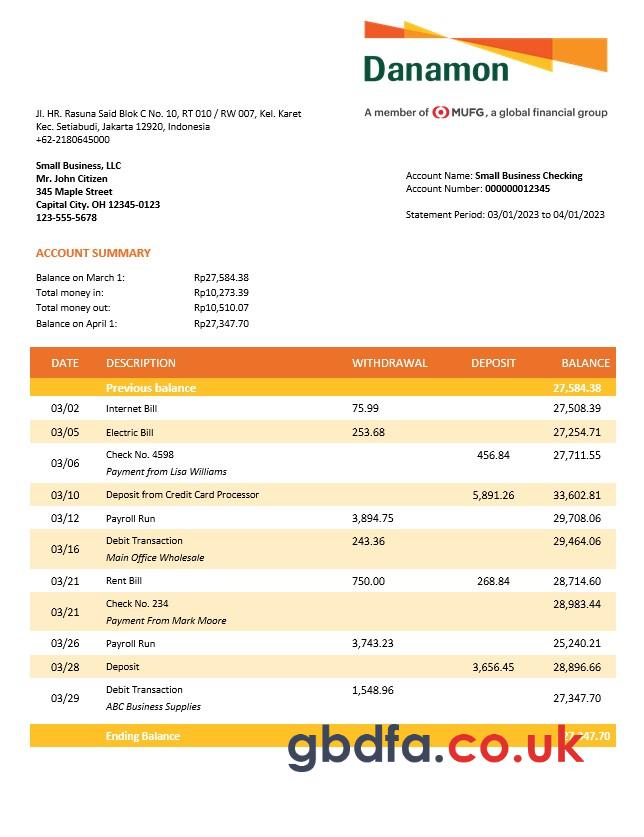 Danamon
A member of MUFG, a global financial group
Jl. HR. Rasuna Said Blok C No. 10, RT 010 / RW 007, Kel. Karet
Kec. Setiabudi, Jakarta 12920, Indonesia
+62-2180645000
Small Business, LLC
Mr. John Citizen
345 Maple Street
Capital City. OH 12345-0123
123-555-5678
Account Name: Small Business Checking
Account Number: 000000012345
Statement Period: 03/01/2023 to 04/01/2023
ACCOUNT SUMMARY
Balance on March 1: Rp27,584.38
Total money in: Rp10,273.39
Total money out: Rp10,510.07
Balance on April 1: Rp27,347.70
DATE DESCRIPTION WITHDRAWAL DEPOSIT BALANCE
Previous balance 27,584.38
03/02 Internet Bill 75.99 27,508.39
03/05 Electric Bill 253.68 27,254.71
03/06 Check No. 4598 456.84 27,711.55
Payment from Lisa Williams
03/10 Deposit from Credit Card Processor 5,891.26 33,602.81
03/12 Payroll Run 3,894.75 29,708.06
03/16 Debit Transaction 243.36 29,464.06
Main Office Wholesale
03/21 Rent Bill 750.00 268.84 28,714.60
03/21 Check No. 234 28,983.44
Payment From Mark Moore
03/26 Payroll Run 3,743.23 25,240.21
03/28 Deposit 3,656.45 28,896.66
03/29 Debit Transaction 1,548.96 27,347.70
ABC Business Supplies
Ending Balance 27,347.70
gbdfa.co.uk